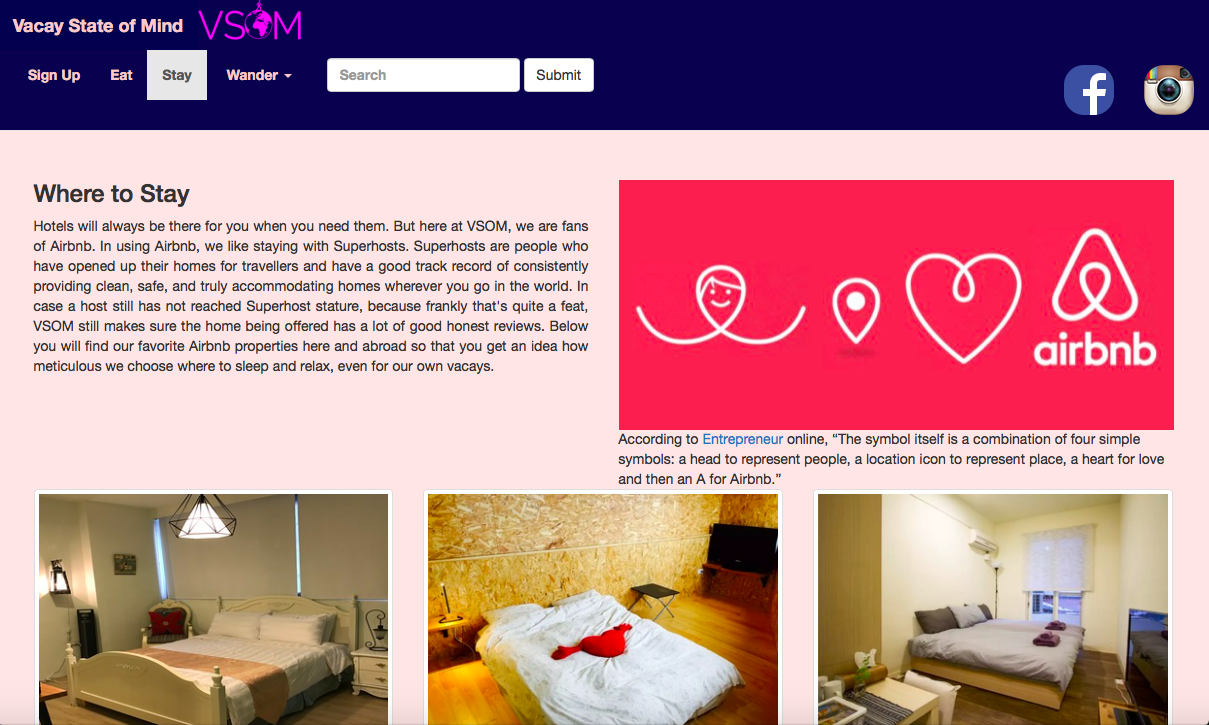 Vacay State of Mind VSOM
Sign Up Eat Stay Wander Search Submit
Where to Stay
Hotels will always be there for you when you need them. But here at VSOM, we are fans
of Airbnb. In using Airbnb, we like staying with Superhosts. Superhosts are people who
have opened up their homes for travellers and have a good track record of consistently
providing clean, safe, and truly accommodating homes wherever you go in the world. In
case a host still has not reached Superhost stature, because frankly that's quite a feat,
VSOM still makes sure the home being offered has a lot of good honest reviews. Below
you will find our favorite Airbnb properties here and abroad so that you get an idea how
meticulous we choose where to sleep and relax, even for our own vacays.
airbnb
According to Entrepreneur online, “The symbol itself is a combination of four simple
symbols: a head to represent people, a location icon to represent place, a heart for love
and then an A for Airbnb.”